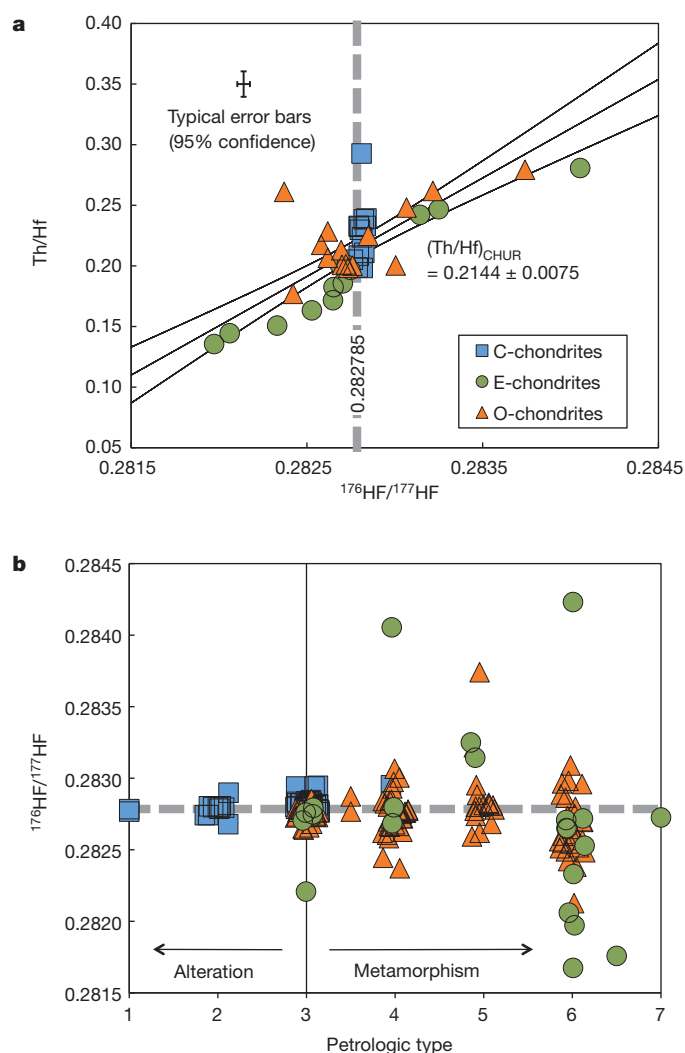 a
0.40
0.35
0.30
0.25
0.20
0.15
0.10
0.05
Th/Hf
Typical error bars
(95% confidence)
(Th/Hf)CHUR
= 0.2144 ± 0.0075
0.282785
C-chondrites
E-chondrites
O-chondrites
0.2815 0.2825 0.2835 0.2845
176HF/177HF
b
0.2845
0.2840
0.2835
0.2830
0.2825
0.2820
0.2815
176HF/177HF
Alteration Metamorphism
1 2 3 4 5 6 7
Petrologic type